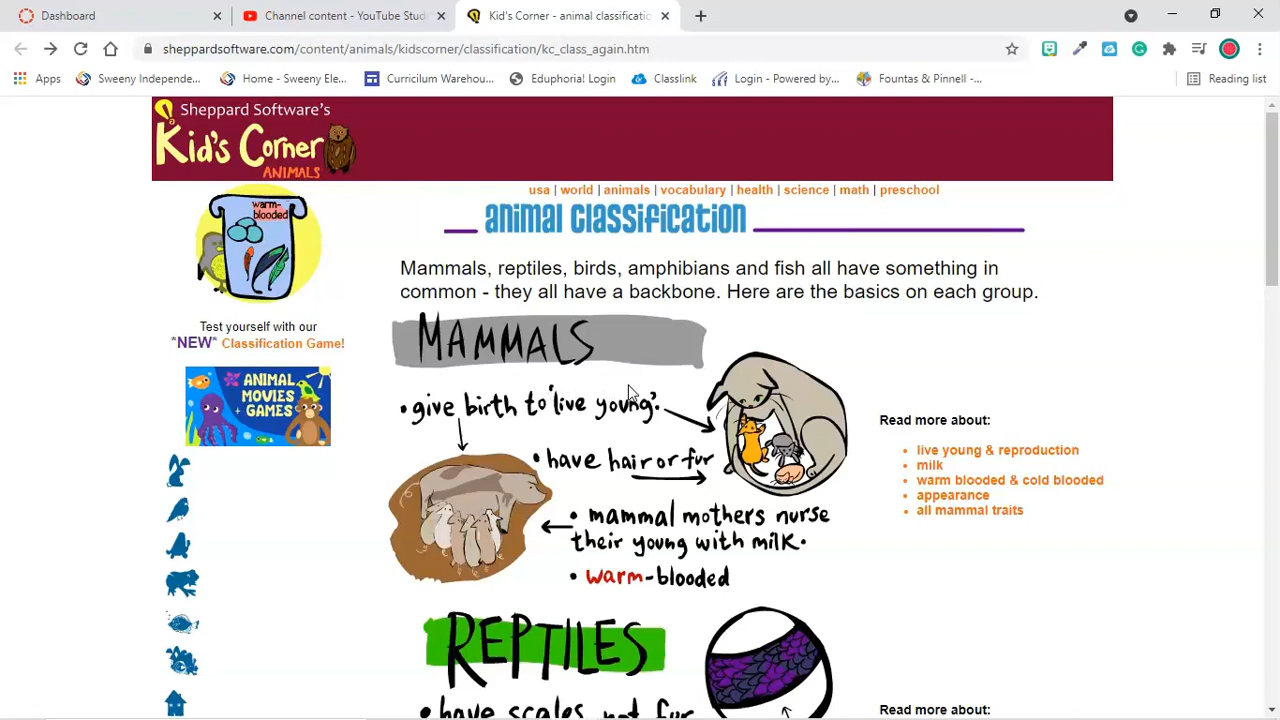 Dashboard
Channel content - YouTube Stud
Kid's Corner - animal classificatio
sheppardsoftware.com/content/animals/kidscorner/classification/kc_class_again.htm
Apps
Sweeny Independe...
Home - Sweeny Ele...
Curricilum Warehou...
Eduphorial Login
Classlink
Login - Powered by...
Fountas & Pinnell -...
Reading list
Sheppard Software's
Kid's Corner
ANIMALS
usa | world | animals | vocabulary | health | science | math | preschool
warm-
blooded
animal classification
Mammals, reptiles, birds, amphibians and fish all have something in
common - they all have a backbone. Here are the basics on each group.
Test yourself with our
*NEW* Classification Game!
ANIMAL
MOVIES
+ GAMES
MAMMALS
• give birth to 'live young'.
• have hair or fur
• mammal mothers nurse
their young with milk.
• warm-blooded
Read more about:
• live young & reproduction
• milk
• warm blooded & cold blooded
• appearance
• all mammal traits
REPTILES
• have scales, not fur
Read more about: